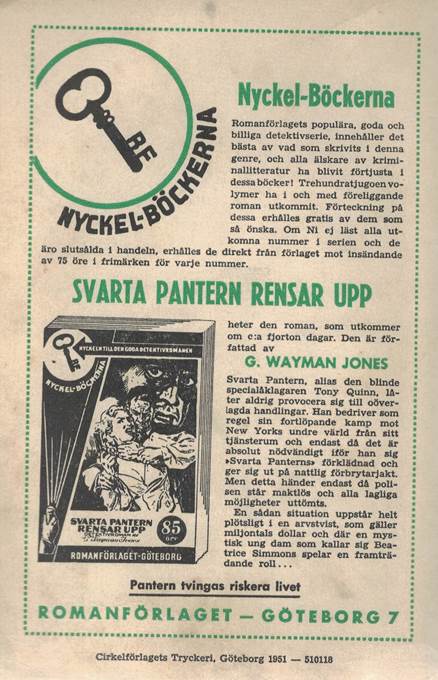 BE
NYCKEL-BÖCKERNA
Nyckel-Böckerna
Romanförlagets populära, goda och
billiga detektivserie, innehåller det
bästa av vad som skrivits i denna
genre, och alla älskare av krimi-
nallitteratur ha blivit förtjusta i
dessa böcker! Trehundratjugoen vo-
lymer ha i och med föreliggande
roman utkommit. Förteckning på
dessa erhålles gratis av dem som
så önska. Om Ni ej läst alla ut-
komna nummer i serien och de
äro slutsålda i handeln, erhålles de direkt från förlaget mot insändande
av 75 öre i frimärken för varje nummer.
SVARTA PANTERN RENSAR UPP
heter den roman, som utkommer
om c:a fjorton dagar. Den är för-
fattad av
G. WAYMAN JONES
Svarta Pantern, alias den blinde
specialåklagaren Tony Quinn, lå-
ter aldrig provocera sig till oöver-
lagda handlingar. Han bedriver som
regel sin fortlöpande kamp mot
New Yorks undre värld från sitt
tjänsterum och endast då det är
absolut nödvändigt iför han sig
»Svarta Panterns» förklädnad och
ger sig ut på nattlig förbrytarjakt.
Men detta händer endast då poli-
sen står maktlös och alla lagliga
möjligheter uttömts.
En sådan situation uppstår helt
plötsligt i en arvstvist, som gäller
miljontals dollar och där en mys-
tisk ung dam som kallar sig Bea-
trice Simmons spelar en framträ-
dande roll . . .
NYCKELN TILL DEN GODA DETEKTIVROMANEN
NYCKEL-BÖCKERNA
SVARTA PANTERN
RENSAR UPP
85
ÖRE
ROMANFÖRLAGET-GÖTEBORG
Pantern tvingas riskera livet
ROMANFÖRLAGET — GÖTEBORG 7
Cirkelförlagets Tryckeri, Göteborg 1951 — 510118